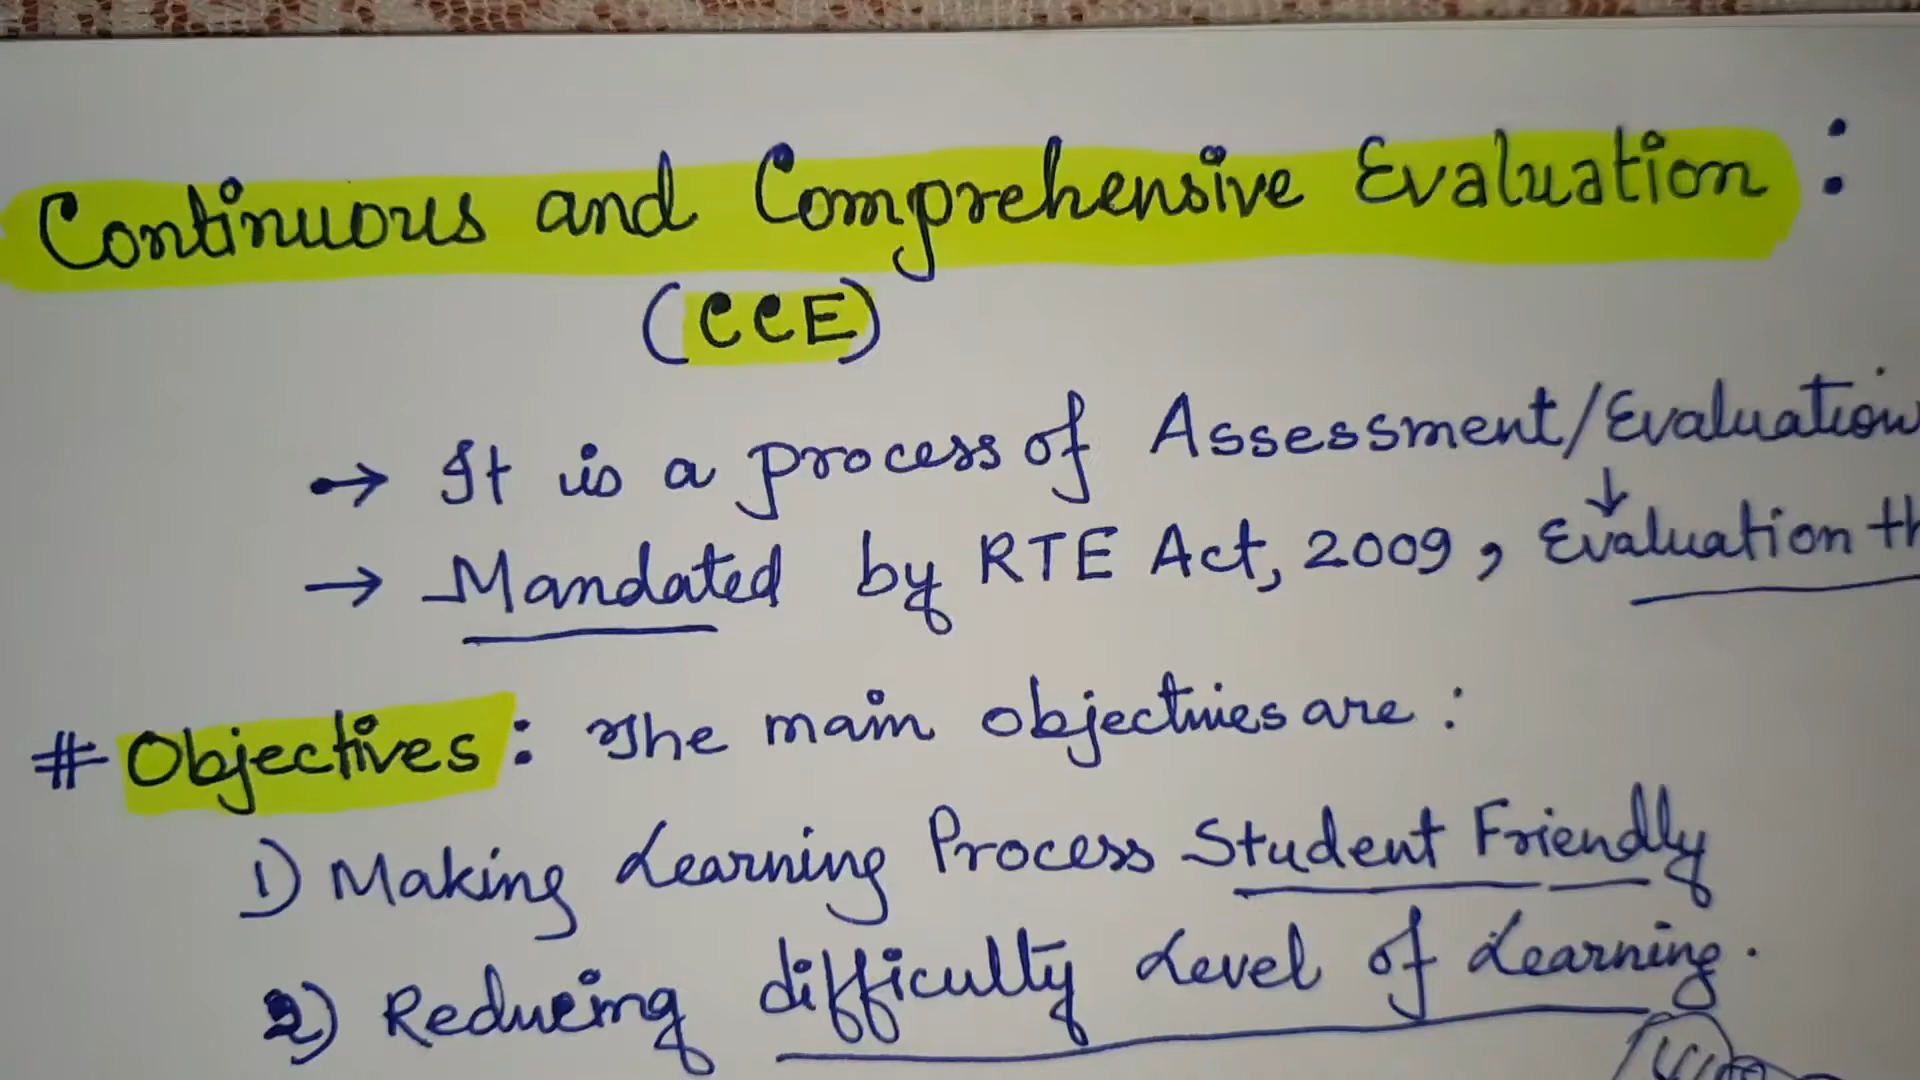 Continuous and Comprehensive Evaluation :
(CCE)
→ It is a process of Assessment/Evaluation
→ Mandated by RTE Act, 2009, Evaluation
# Objectives : The main objectives are :
1) Making Learning Process Student Friendly
2) Reducing difficulty Level of Learning.